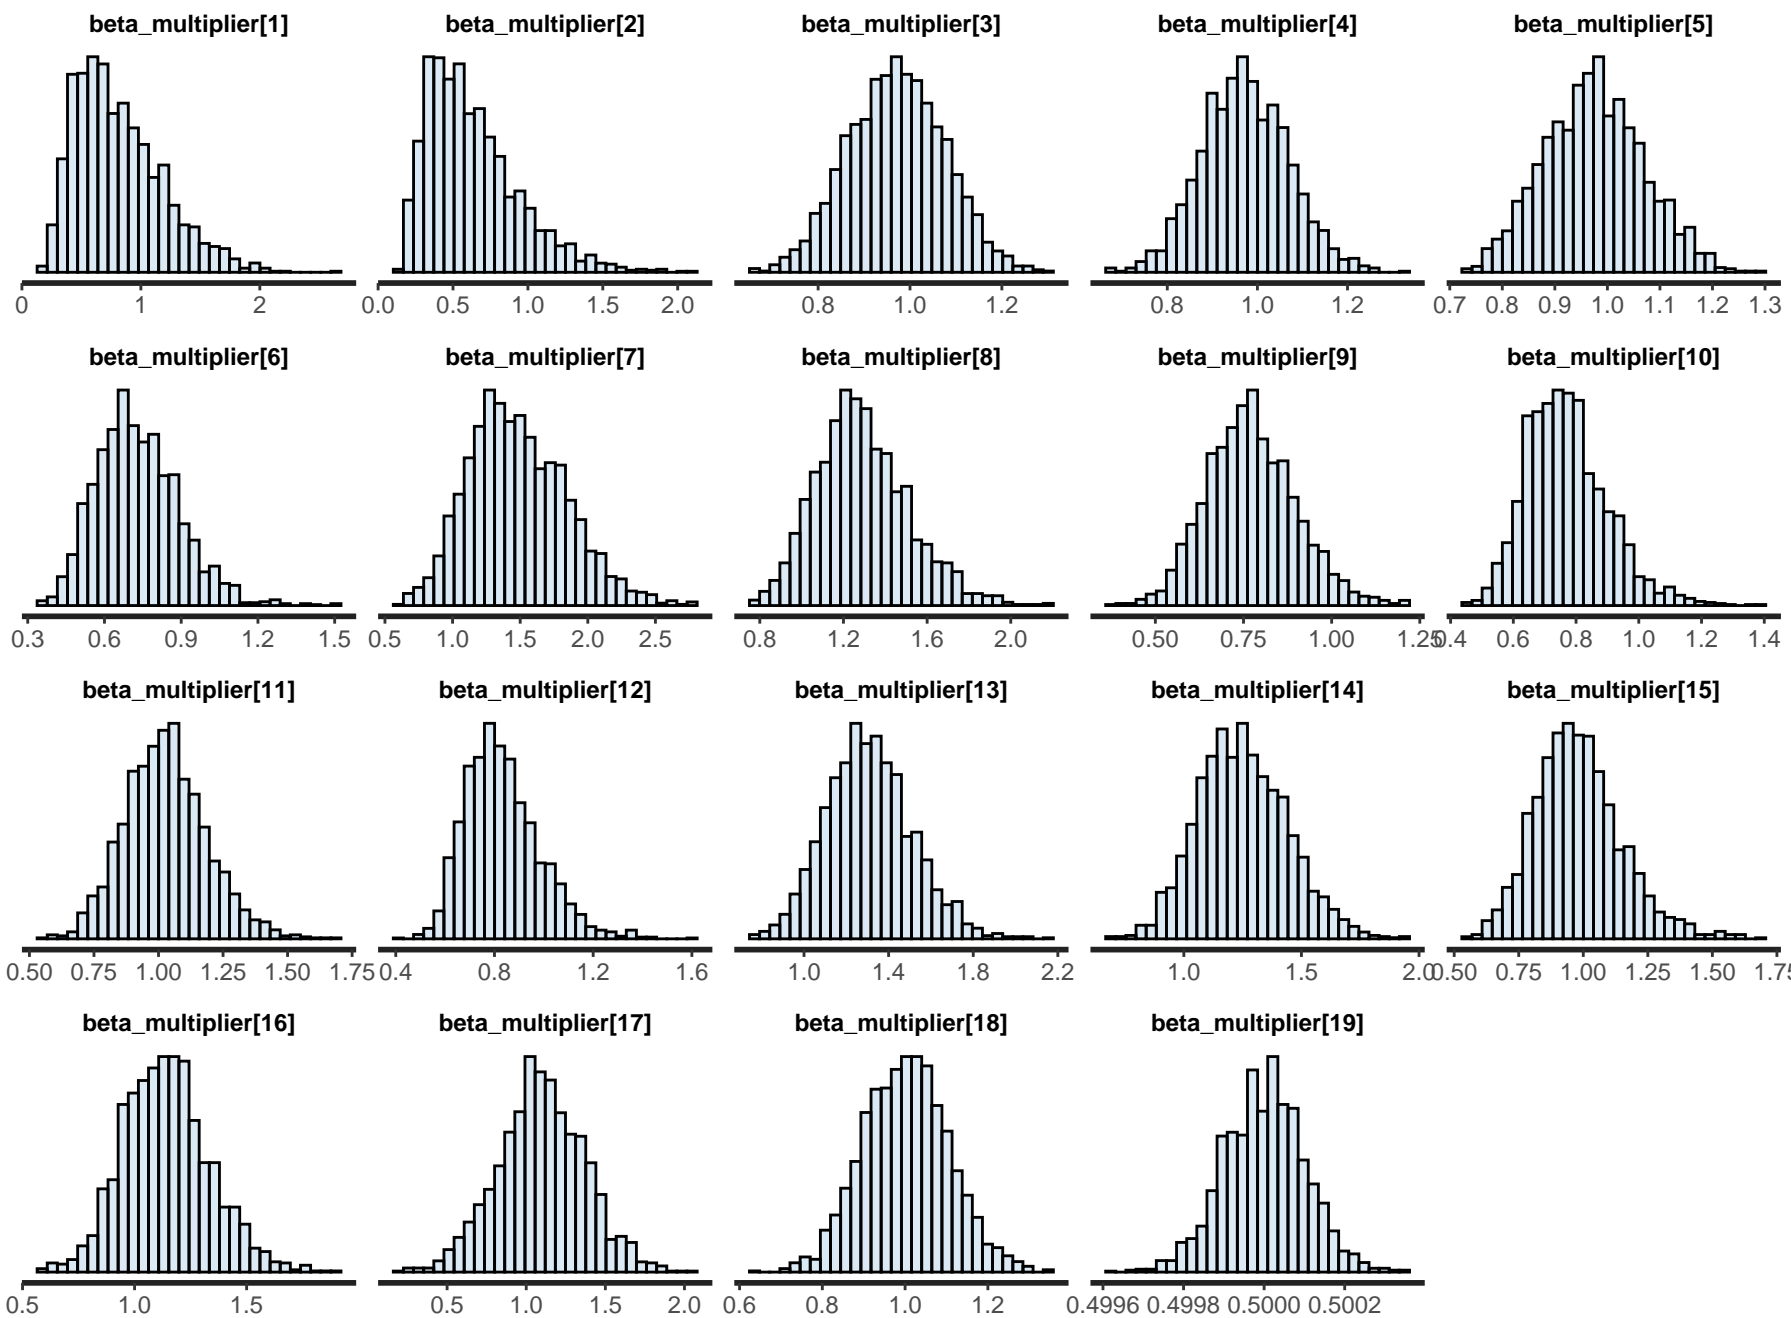 beta_multiplier[1] beta_multiplier[2] beta_multiplier[3] beta_multiplier[4] beta_multiplier[5]
0 1 2 0.0 0.5 1.0 1.5 2.0 0.8 1.0 1.2 0.8 1.0 1.2 0.7 0.8 0.9 1.0 1.1 1.2 1.3
beta_multiplier[6] beta_multiplier[7] beta_multiplier[8] beta_multiplier[9] beta_multiplier[10]
0.3 0.6 0.9 1.2 1.5 0.5 1.0 1.5 2.0 2.5 0.8 1.2 1.6 2.0 0.50 0.75 1.00 1.25 0.4 0.6 0.8 1.0 1.2 1.4
beta_multiplier[11] beta_multiplier[12] beta_multiplier[13] beta_multiplier[14] beta_multiplier[15]
0.50 0.75 1.00 1.25 1.50 1.75 0.4 0.8 1.2 1.6 1.0 1.4 1.8 2.2 1.0 1.5 2.0 0.50 0.75 1.00 1.25 1.50 1.75
beta_multiplier[16] beta_multiplier[17] beta_multiplier[18] beta_multiplier[19]
0.5 1.0 1.5 0.5 1.0 1.5 2.0 0.6 0.8 1.0 1.2 0.4996 0.4998 0.5000 0.5002